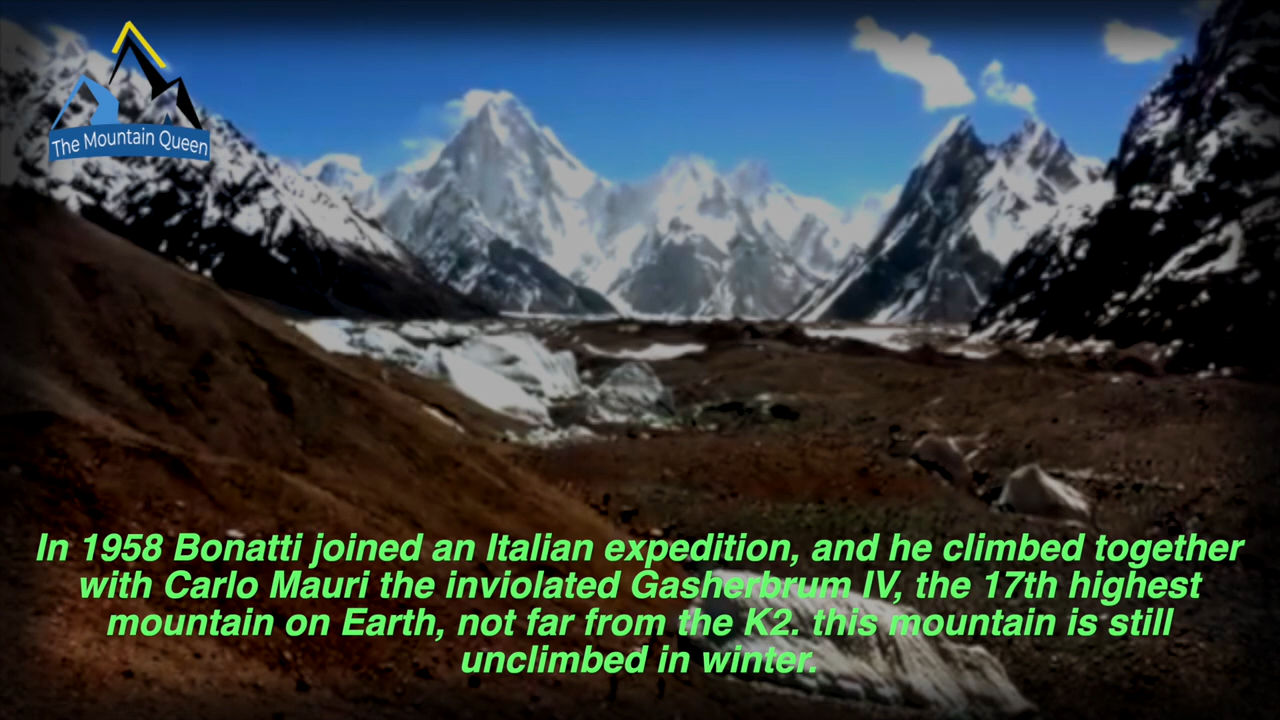 The Mountain Queen
In 1958 Bonatti joined an Italian expedition, and he climbed together
with Carlo Mauri the inviolated Gasherbrum IV, the 17th highest
mountain on Earth, not far from the K2. this mountain is still
unclimbed in winter.